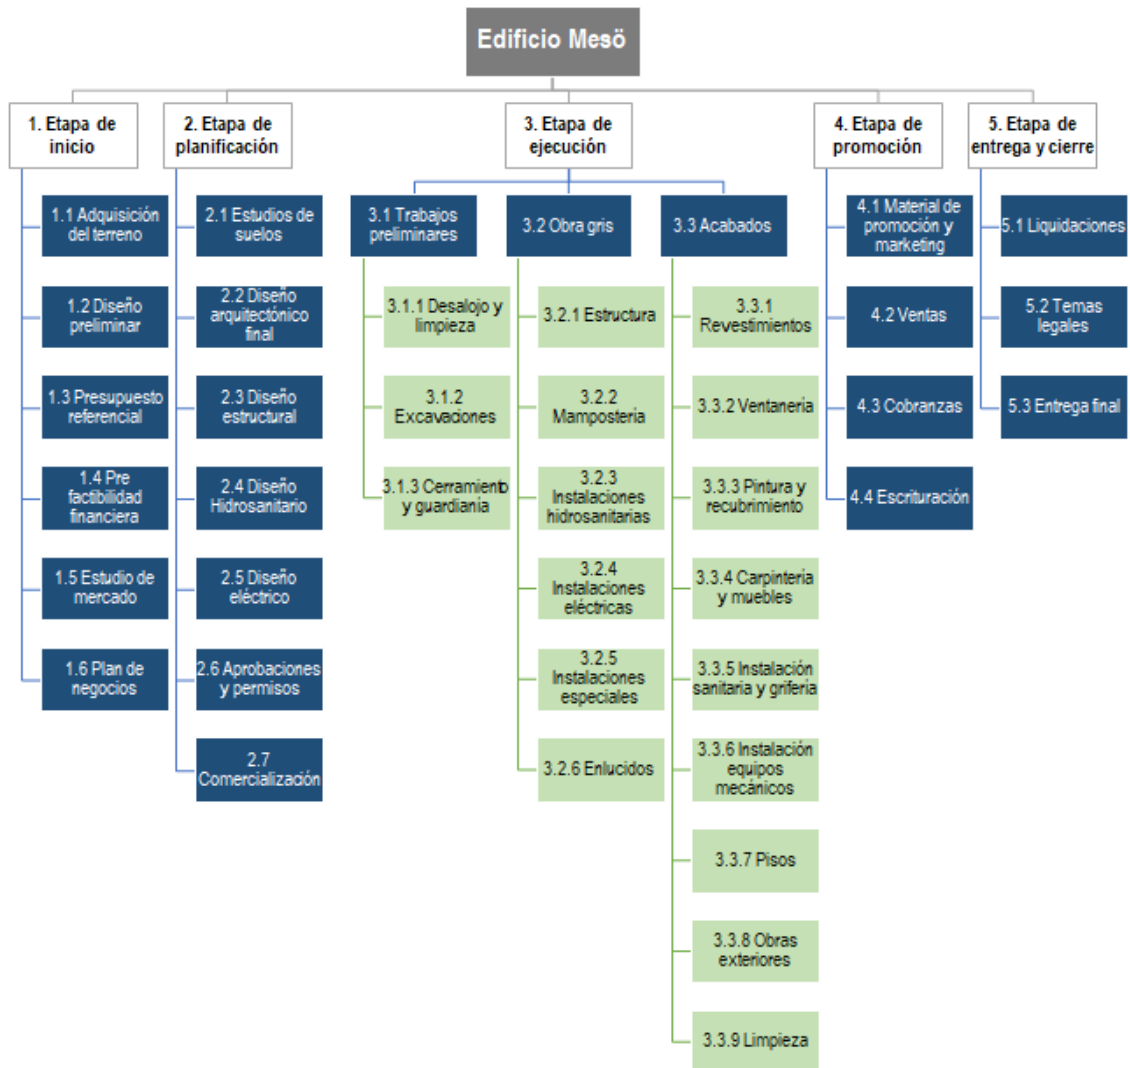 Edificio Mesö
1. Etapa de
inicio
2. Etapa de
planificación
3. Etapa de
ejecución
4. Etapa de
promoción
5. Etapa de
entrega y cierre
1.1 Adquisición
del terreno
1.2 Diseño
preliminar
1.3 Presupuesto
referencial
1.4 Pre
factibilidad
financiera
1.5 Estudio de
mercado
1.6 Plan de
negocios
2.1 Estudios de
suelos
2.2 Diseño
arquitectónico
final
2.3 Diseño
estructural
2.4 Diseño
Hidrosanitario
2.5 Diseño
eléctrico
2.6 Aprobaciones
y permisos
2.7
Comercialización
3.1 Trabajos
preliminares
3.1.1 Desalojo y
limpieza
3.1.2
Excavaciones
3.1.3 Cerramiento
y guardianía
3.2 Obra gris
3.2.1 Estructura
3.2.2
Mampostería
3.2.3
Instalaciones
hidrosanitarias
3.2.4
Instalaciones
eléctricas
3.2.5
Instalaciones
especiales
3.2.6 Enlucidos
3.3 Acabados
3.3.1
Revestimientos
3.3.2 Ventanería
3.3.3 Pintura y
recubrimiento
3.3.4 Carpintería
y muebles
3.3.5 Instalación
sanitaria y grifería
3.3.6 Instalación
equipos
mecánicos
3.3.7 Pisos
3.3.8 Obras
exteriores
3.3.9 Limpieza
4.1 Material de
promoción y
marketing
4.2 Ventas
4.3 Cobranzas
4.4 Escrituración
5.1 Liquidaciones
5.2 Temas
legales
5.3 Entrega final